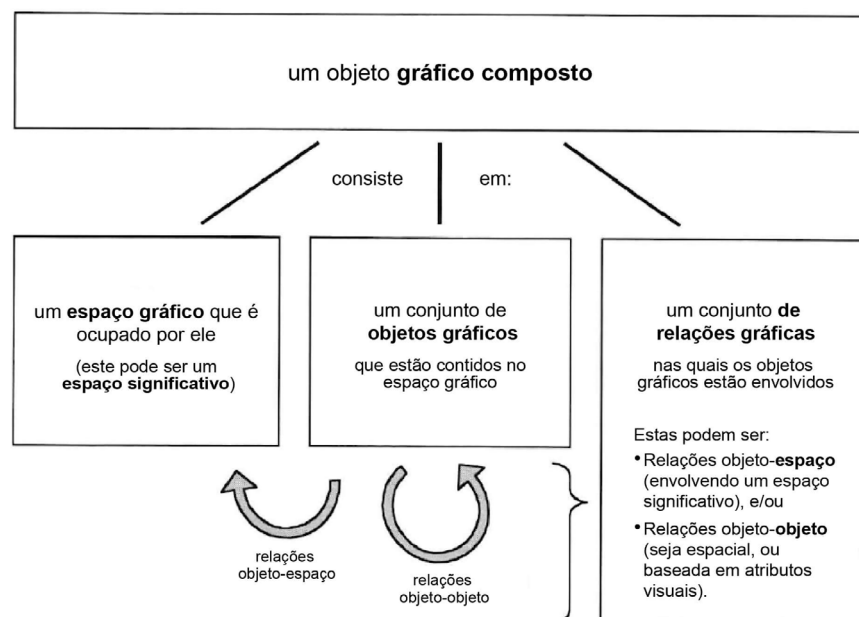 um objeto gráfico composto
consiste em:
um espaço gráfico que é
ocupado por ele
(este pode ser um
espaço significativo)
um conjunto de
objetos gráficos
que estão contidos no
espaço gráfico
um conjunto de
relações gráficas
nas quais os objetos
gráficos estão envolvidos
Estas podem ser:
• Relações objeto-espaço
(envolvendo um espaço
significativo), e/ou
• Relações objeto-objeto
(seja espacial, ou
baseada em atributos
visuais).
relações
objeto-espaço
relações
objeto-objeto